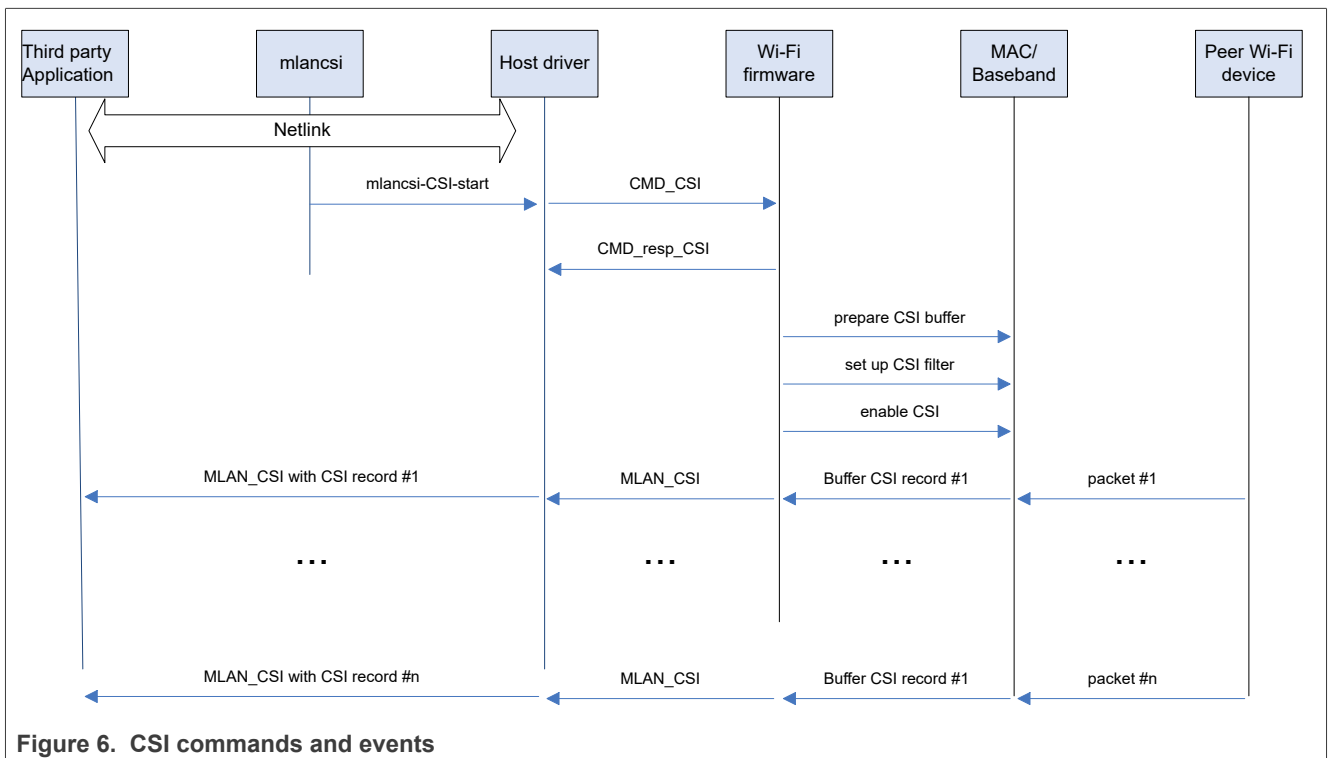 Third party
Application
mlancsi
Host driver
Wi-Fi
firmware
MAC/
Baseband
Peer Wi-Fi
device
Netlink
mlancsi-CSI-start
CMD_CSI
CMD_resp_CSI
prepare CSI buffer
set up CSI filter
enable CSI
MLAN_CSI with CSI record #1
MLAN_CSI
Buffer CSI record #1
packet #1
...
...
...
...
MLAN_CSI with CSI record #n
MLAN_CSI
Buffer CSI record #1
packet #n
Figure 6. CSI commands and events